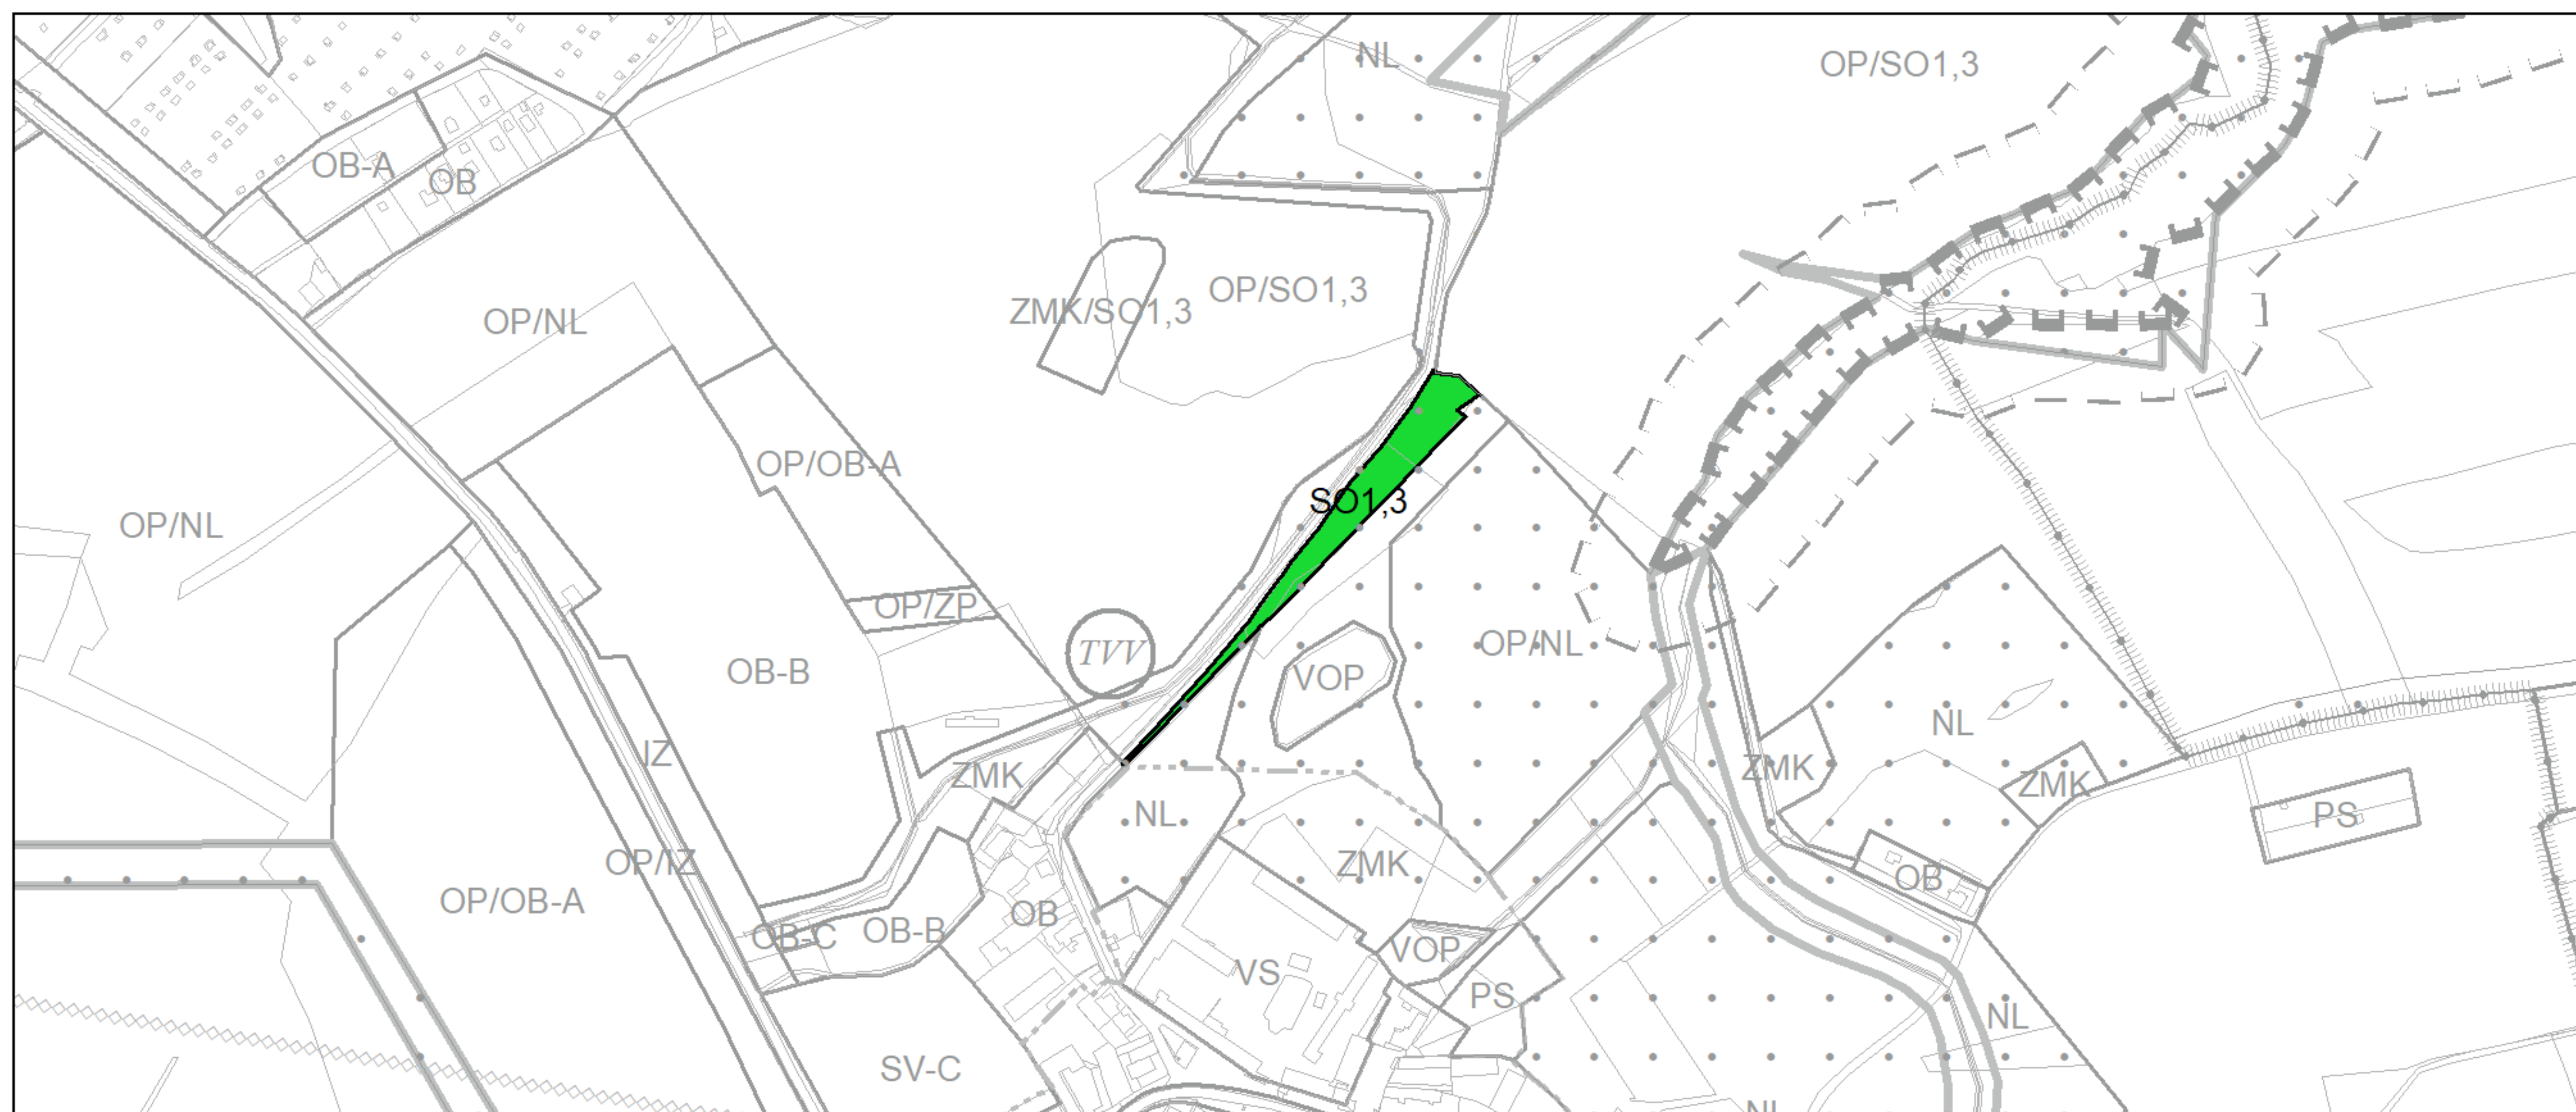 NL
OP/SO1,3
OB-A
OB
OP/SO1,3
ZMK/SO1,3
OP/NL
OP/OB-A
SO1,3
OP/NL
OP/ZP
OP/NL
TVV
OB-B
VOP
NL
IZ
ZMK
ZMK
ZMK
NL
PS
OP/IZ
ZMK
OB
OP/OB-A
OB
OB-B
OB-C
VOP
VS
PS
NL
SV-C
NL